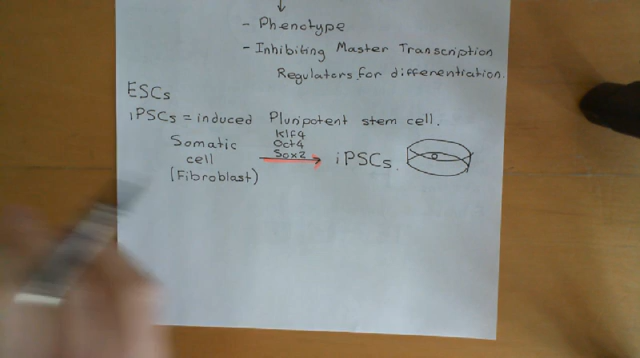 - Phenotype
- Inhibiting Master Transcription
Regulators for differentiation.
ESCs
iPSCs = induced Pluripotent stem cell.
Klf4
Oct4
Somatic
Sox2
cell
iPSCs.
(Fibroblast)